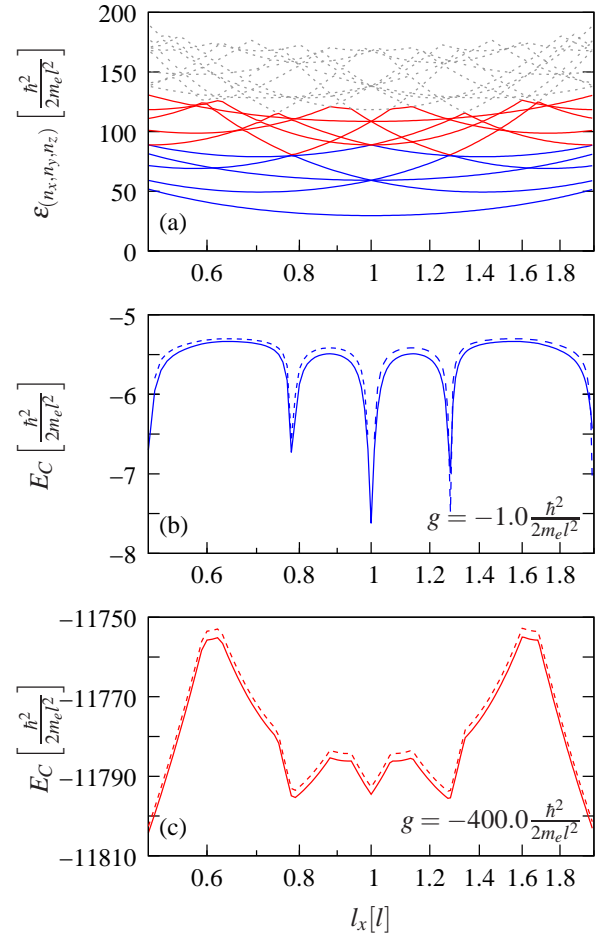 200
150
100
50
0
ε(nx,ny,nz) [ħ²/2mel²]
(a)
0.6 0.8 1 1.2 1.4 1.6 1.8
−5
−6
−7
−8
EC [ħ²/2mel²]
(b)
g = −1.0 ħ²/2mel²
0.6 0.8 1 1.2 1.4 1.6 1.8
−11750
−11770
−11790
−11810
EC [ħ²/2mel²]
(c)
g = −400.0 ħ²/2mel²
0.6 0.8 1 1.2 1.4 1.6 1.8
lx[l]